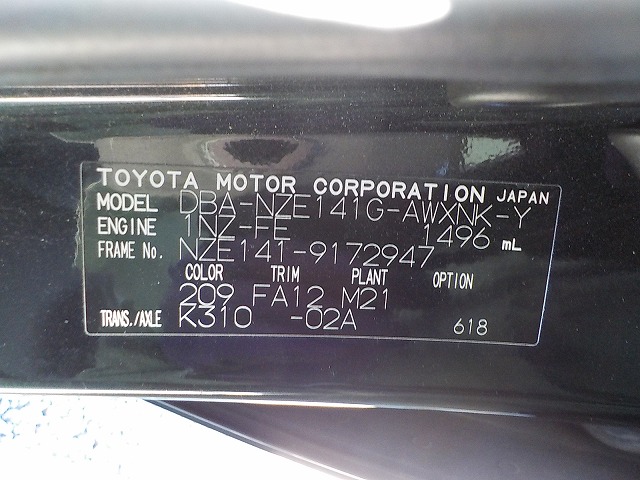 TOYOTA MOTOR CORPORATION JAPAN
MODEL DBA-NZE141G-AWXNK-Y
ENGINE 1NZ-FE 1496 mL
FRAME No. NZE141-9172947
COLOR TRIM PLANT OPTION
209 FA12 M21
TRANS./AXLE K310 -02A 618